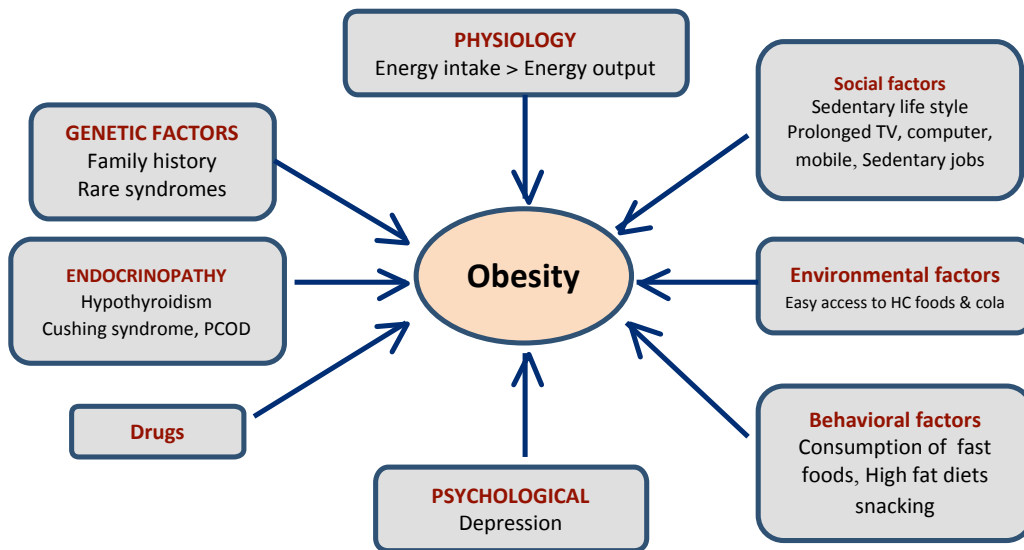 PHYSIOLOGY
Energy intake > Energy output
Social factors
Sedentary life style
Prolonged TV, computer,
mobile, Sedentary jobs
GENETIC FACTORS
Family history
Rare syndromes
Obesity
ENDOCRINOPATHY
Hypothyroidism
Cushing syndrome, PCOD
Environmental factors
Easy access to HC foods & cola
Drugs
Behavioral factors
Consumption of fast
foods, High fat diets
snacking
PSYCHOLOGICAL
Depression